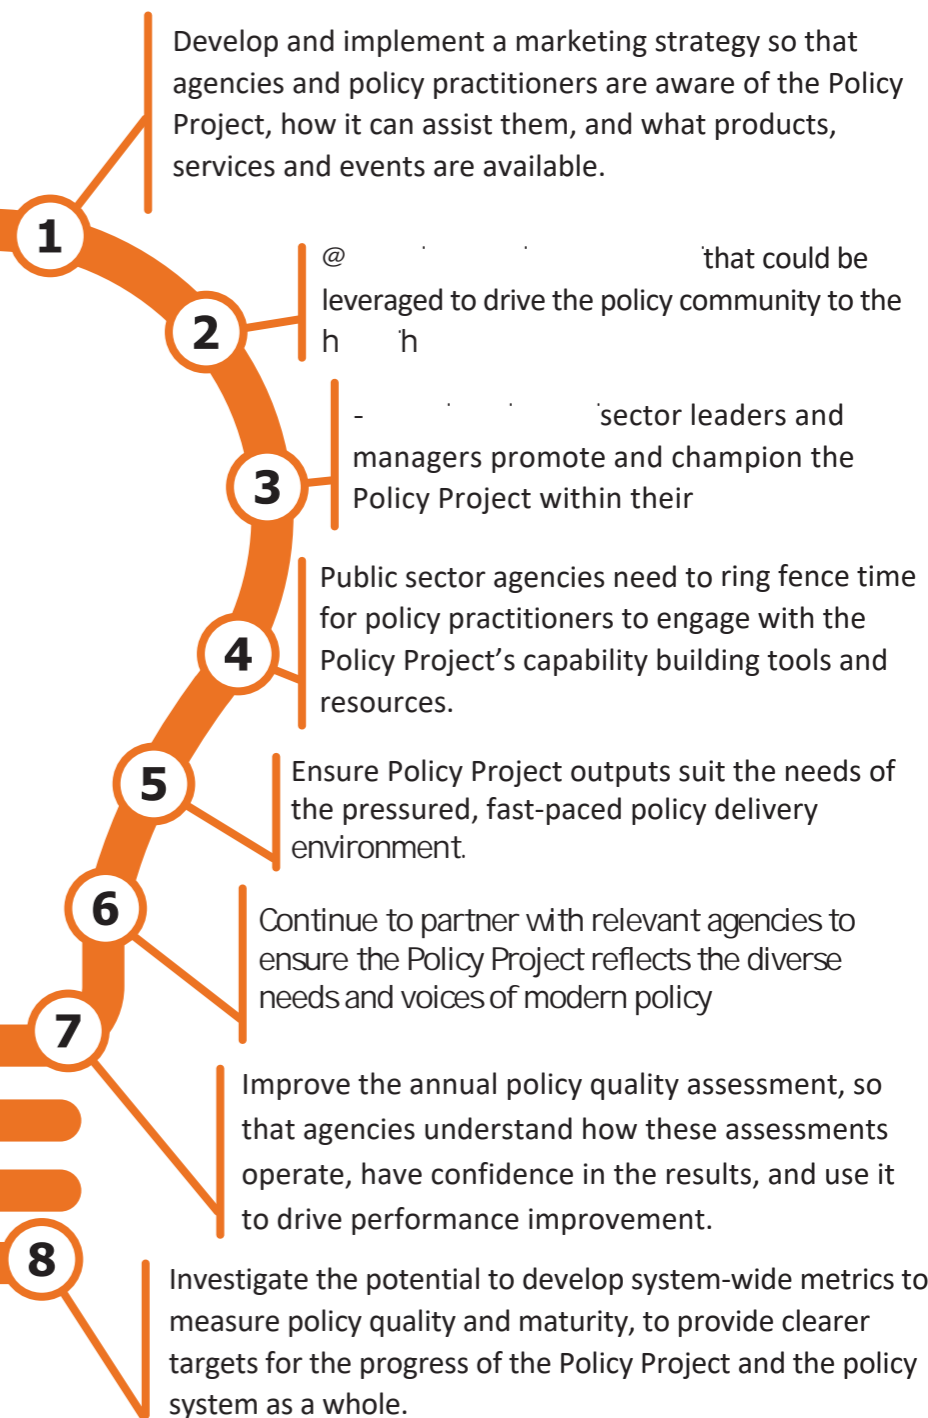 Develop and implement a marketing strategy so that
agencies and policy practitioners are aware of the Policy
Project, how it can assist them, and what products,
services and events are available.
1
@ that could be
2
leveraged to drive the policy community to the
h h
- sector leaders and
managers promote and champion the
3
Policy Project within their
Public sector agencies need to ring fence time
for policy practitioners to engage with the
4
Policy Project’s capability building tools and
resources.
5
Ensure Policy Project outputs suit the needs of
the pressured, fast-paced policy delivery
environment.
6
Continue to partner with relevant agencies to
ensure the Policy Project reflects the diverse
needs and voices of modern policy
7
Improve the annual policy quality assessment, so
that agencies understand how these assessments
operate, have confidence in the results, and use it
to drive performance improvement.
8
Investigate the potential to develop system-wide metrics to
measure policy quality and maturity, to provide clearer
targets for the progress of the Policy Project and the policy
system as a whole.